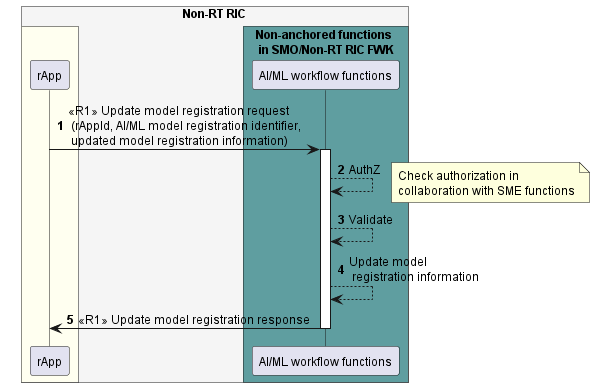 Non-RT RIC
Non-anchored functions
in SMO/Non-RT RIC FWK
rApp
AI/ML workflow functions
«R1» Update model registration request
1 (rAppId, AI/ML model registration identifier,
updated model registration information)
2 AuthZ
Check authorization in
collaboration with SME functions
3 Validate
Update model
4 registration information
5 «R1» Update model registration response
rApp
AI/ML workflow functions